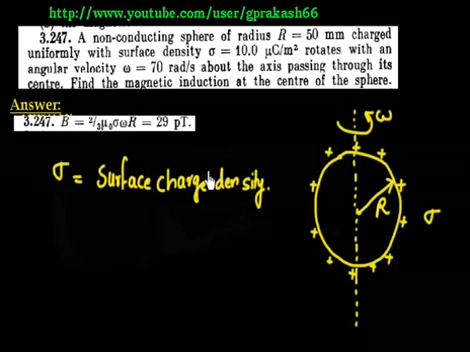 http://www.youtube.com/user/gprakash66
3.247. A non-conducting sphere of radius R = 50 mm charged
uniformly with surface density σ = 10.0 μC/m² rotates with an
angular velocity ω = 70 rad/s about the axis passing through its
centre. Find the magnetic induction at the centre of the sphere.
Answer:
3.247. B = ²/₃μ₀σωR = 29 pT.
σ = Surface charge density.
ω
R
σ